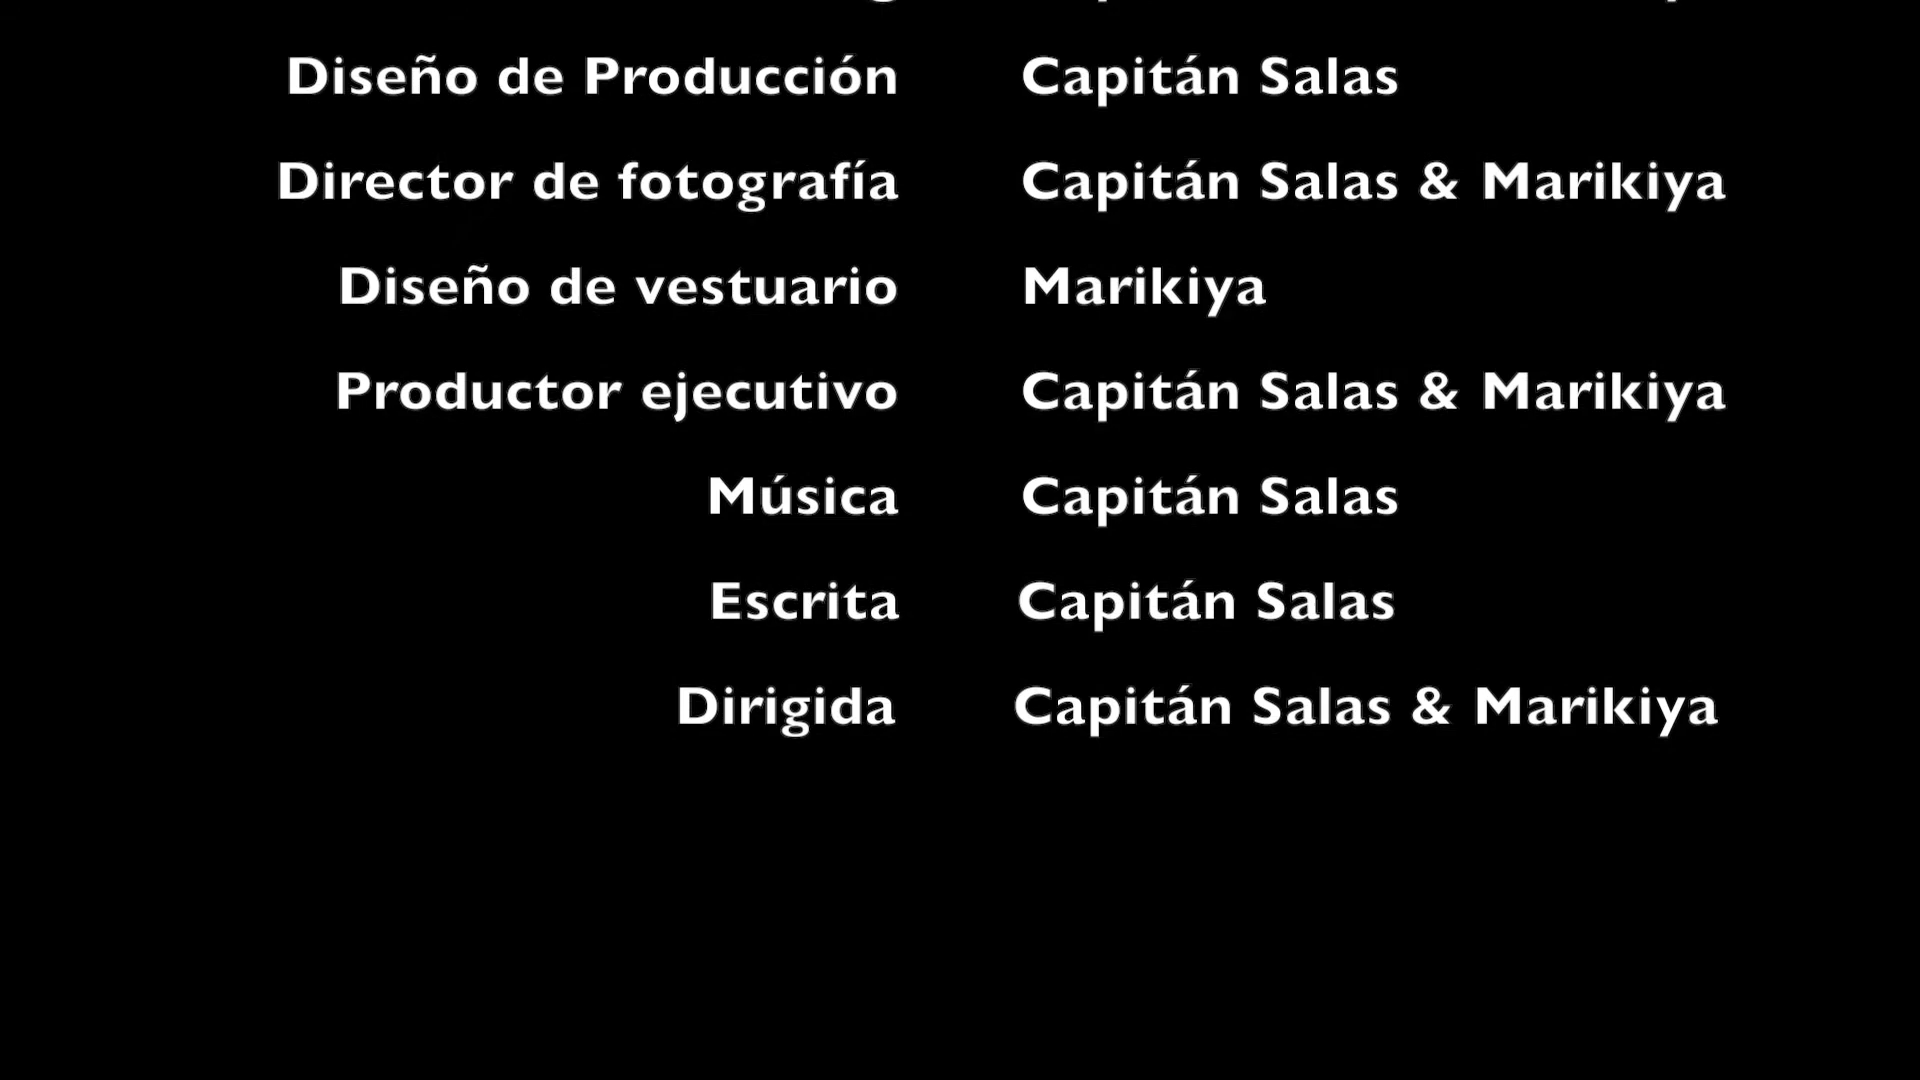 Diseño de Producción Capitán Salas
Director de fotografía Capitán Salas & Marikiya
Diseño de vestuario Marikiya
Productor ejecutivo Capitán Salas & Marikiya
Música Capitán Salas
Escrita Capitán Salas
Dirigida Capitán Salas & Marikiya